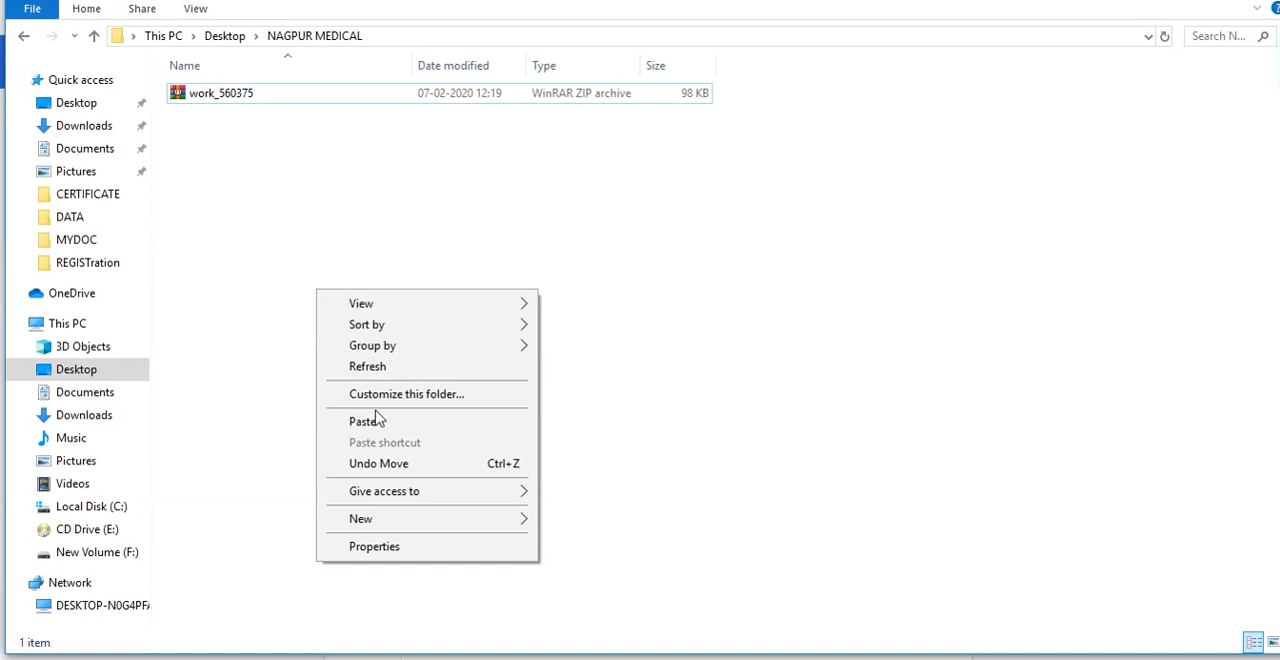 File Home Share View
This PC Desktop NAGPUR MEDICAL Search N...
Name Date modified Type Size
work_560375 07-02-2020 12:19 WinRAR ZIP archive 98 KB
Quick access
Desktop
Downloads
Documents
Pictures
CERTIFICATE
DATA
MYDOC
REGISTration
OneDrive
This PC
3D Objects
Desktop
Documents
Downloads
Music
Pictures
Videos
Local Disk (C:)
CD Drive (E:)
New Volume (F:)
Network
DESKTOP-N0G4PF
View
Sort by
Group by
Refresh
Customize this folder...
Paste
Paste shortcut
Undo Move Ctrl+Z
Give access to
New
Properties
1 item